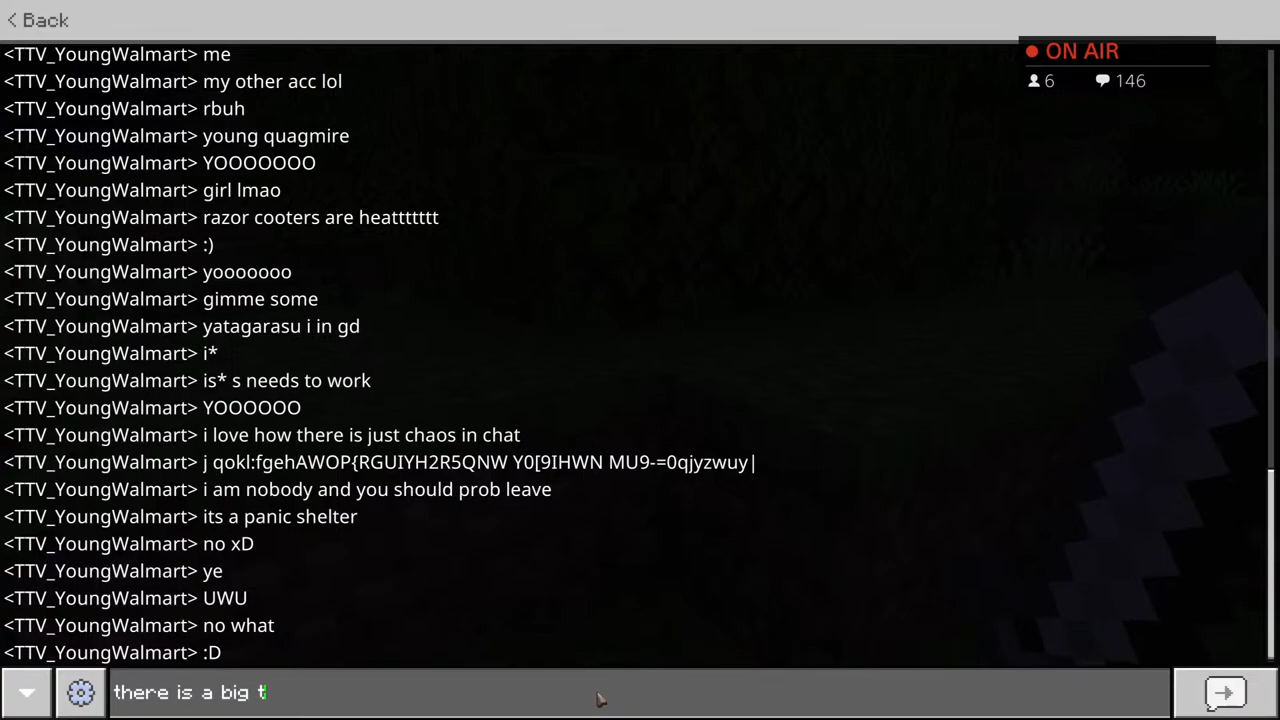 < Back
<TTV_YoungWalmart> me
ON AIR
<TTV_YoungWalmart> my other acc lol
6 146
<TTV_YoungWalmart> rbuh
<TTV_YoungWalmart> young quagmire
<TTV_YoungWalmart> YOOOOOOO
<TTV_YoungWalmart> girl lmao
<TTV_YoungWalmart> razor cooters are heattttttt
<TTV_YoungWalmart> :)
<TTV_YoungWalmart> yooooooo
<TTV_YoungWalmart> gimme some
<TTV_YoungWalmart> yatagarasu i in gd
<TTV_YoungWalmart> i*
<TTV_YoungWalmart> is* s needs to work
<TTV_YoungWalmart> YOOOOOO
<TTV_YoungWalmart> i love how there is just chaos in chat
<TTV_YoungWalmart> j qokl:fgehAWOP{RGUIYH2R5QNW Y0[9IHWN MU9-=0qjyzwuy|
<TTV_YoungWalmart> i am nobody and you should prob leave
<TTV_YoungWalmart> its a panic shelter
<TTV_YoungWalmart> no xD
<TTV_YoungWalmart> ye
<TTV_YoungWalmart> UWU
<TTV_YoungWalmart> no what
<TTV_YoungWalmart> :D
there is a big t